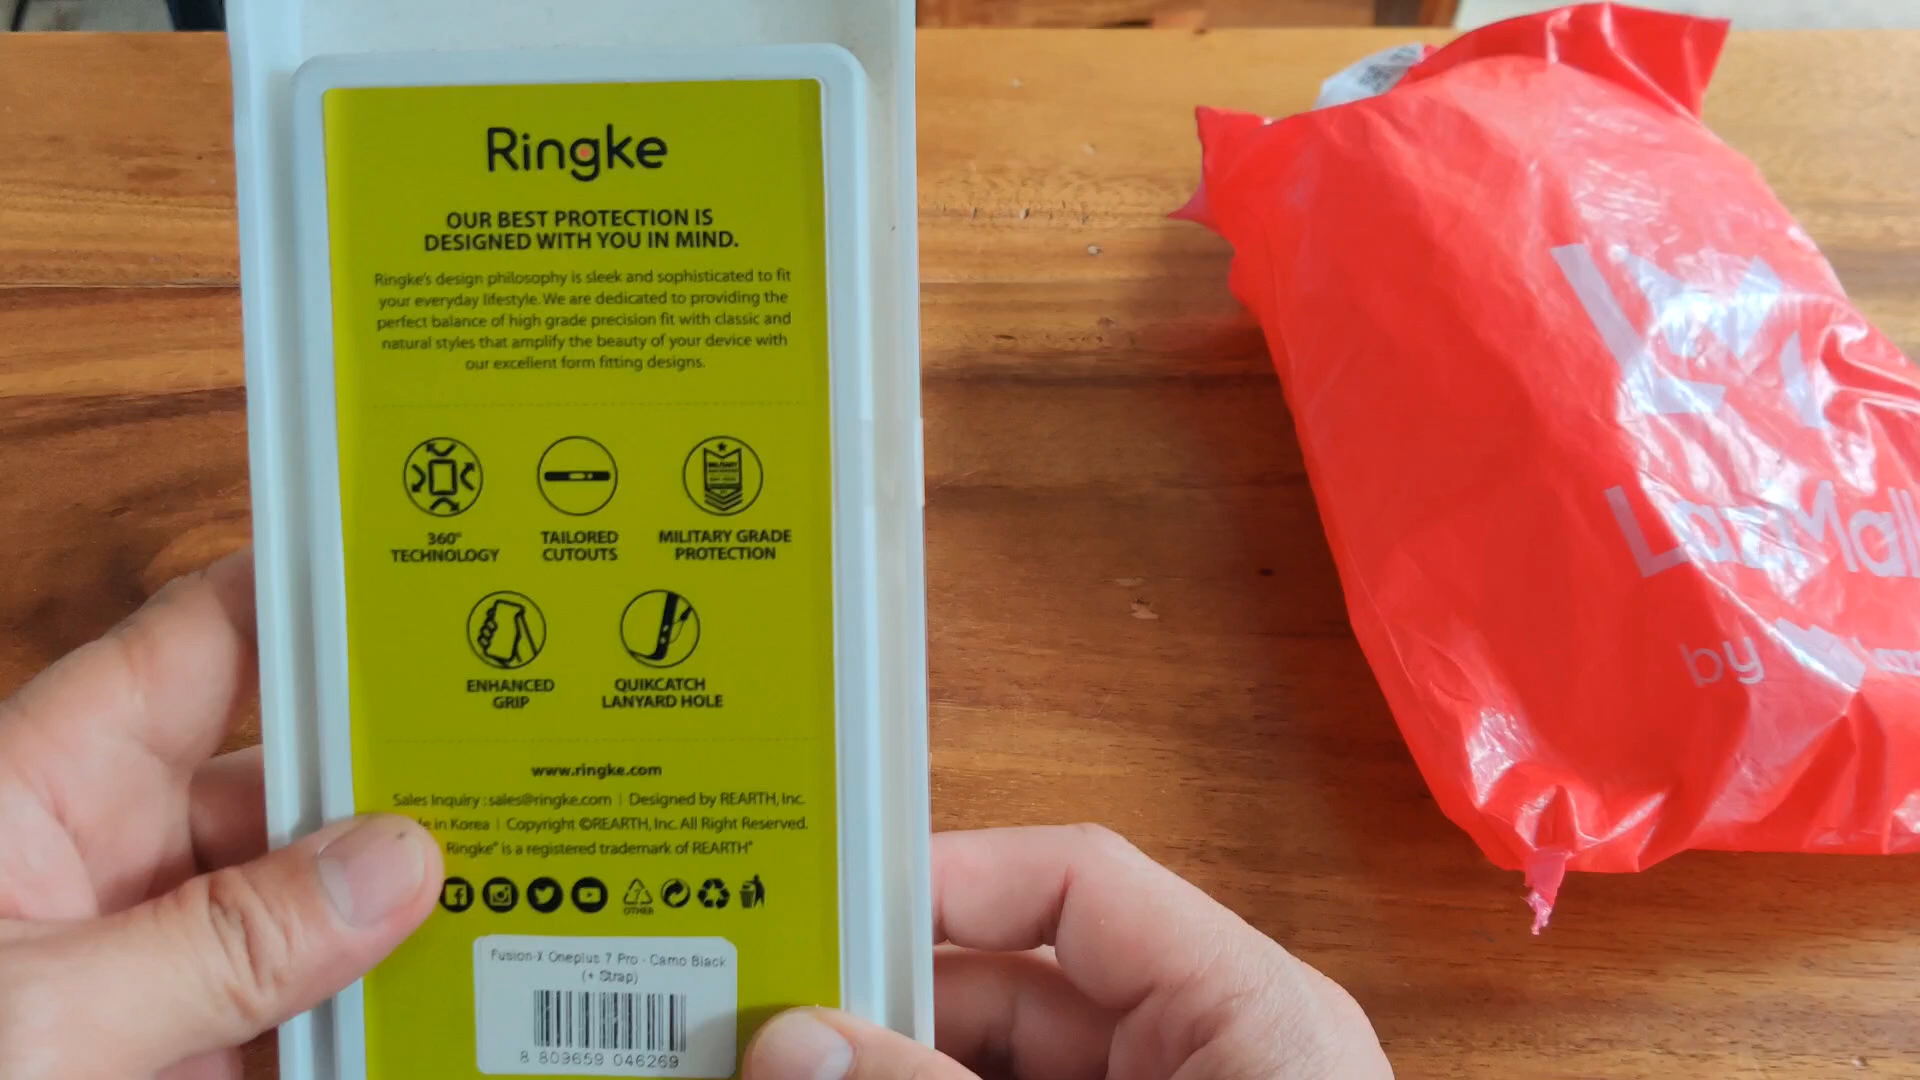 Ringke
OUR BEST PROTECTION IS
DESIGNED WITH YOU IN MIND.
Ringke's design philosophy is sleek and sophisticated to fit
your everyday lifestyle. We are dedicated to providing the
perfect balance of high grade precision fit with classic and
natural styles that amplify the beauty of your device with
our excellent form fitting designs.
360°
TECHNOLOGY
TAILORED
CUTOUTS
MILITARY GRADE
PROTECTION
ENHANCED
GRIP
QUIKCATCH
LANYARD HOLE
www.ringke.com
Sales Inquiry : sales@ringke.com | Designed by REARTH, Inc.
in Korea | Copyright ©REARTH, Inc. All Right Reserved.
Ringke® is a registered trademark of REARTH®
7
OTHER
Fusion-X Oneplus 7 Pro - Camo Black
(+ Strap)
8 809659 046269
LazMall
by